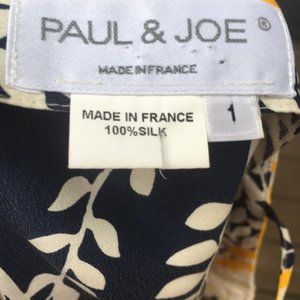 PAUL & JOE ®
MADE IN FRANCE
MADE IN FRANCE
100%SILK
1